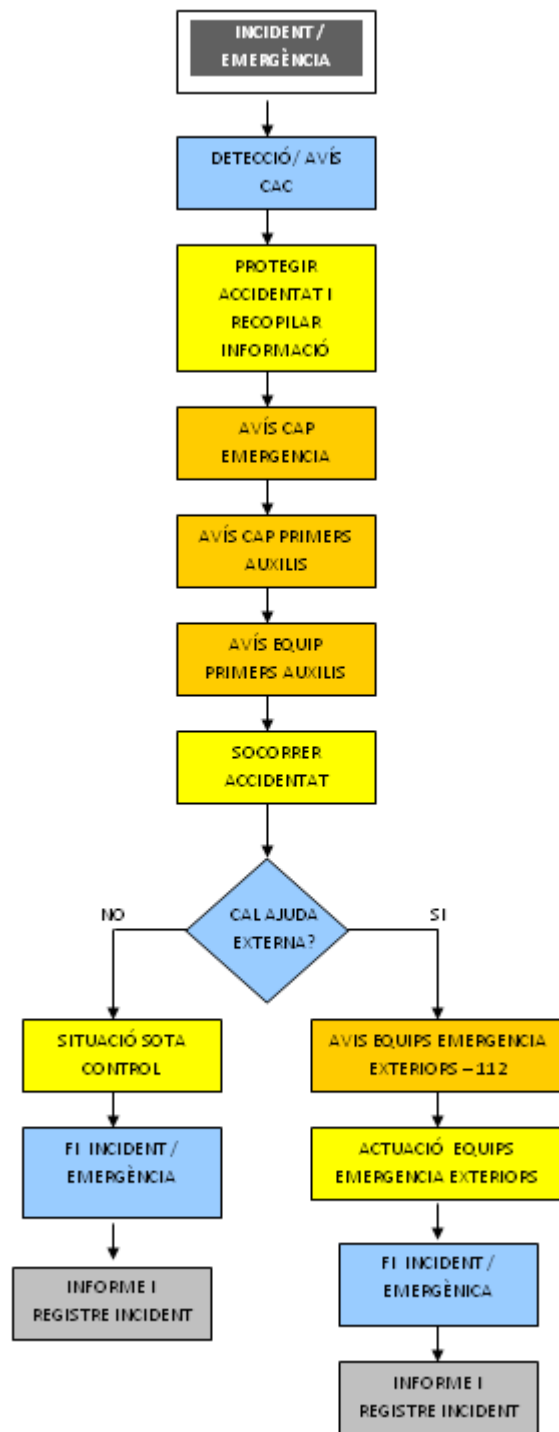 INCIDENT /
EMERGÈNCIA
DETECCIÓ / AVÍS
CAC
PROTEGIR
ACCIDENTAT I
RECOPILAR
INFORMACIÓ
AVÍS CAP
EMERGENCIA
AVÍS CAP PRIMERS
AUXILIS
AVÍS EQUIP
PRIMERS AUXILIS
SOCORRER
ACCIDENTAT
CAL AJUDA
EXTERNA?
NO
SI
SITUACIÓ SOTA
CONTROL
FI INCIDENT /
EMERGÈNCIA
INFORME I
REGISTRE INCIDENT
AVIS EQUIPS EMERGENCIA
EXTERIORS – 112
ACTUACIÓ EQUIPS
EMERGENCIA EXTERIORS
FI INCIDENT /
EMERGÈNICA
INFORME I
REGISTRE INCIDENT